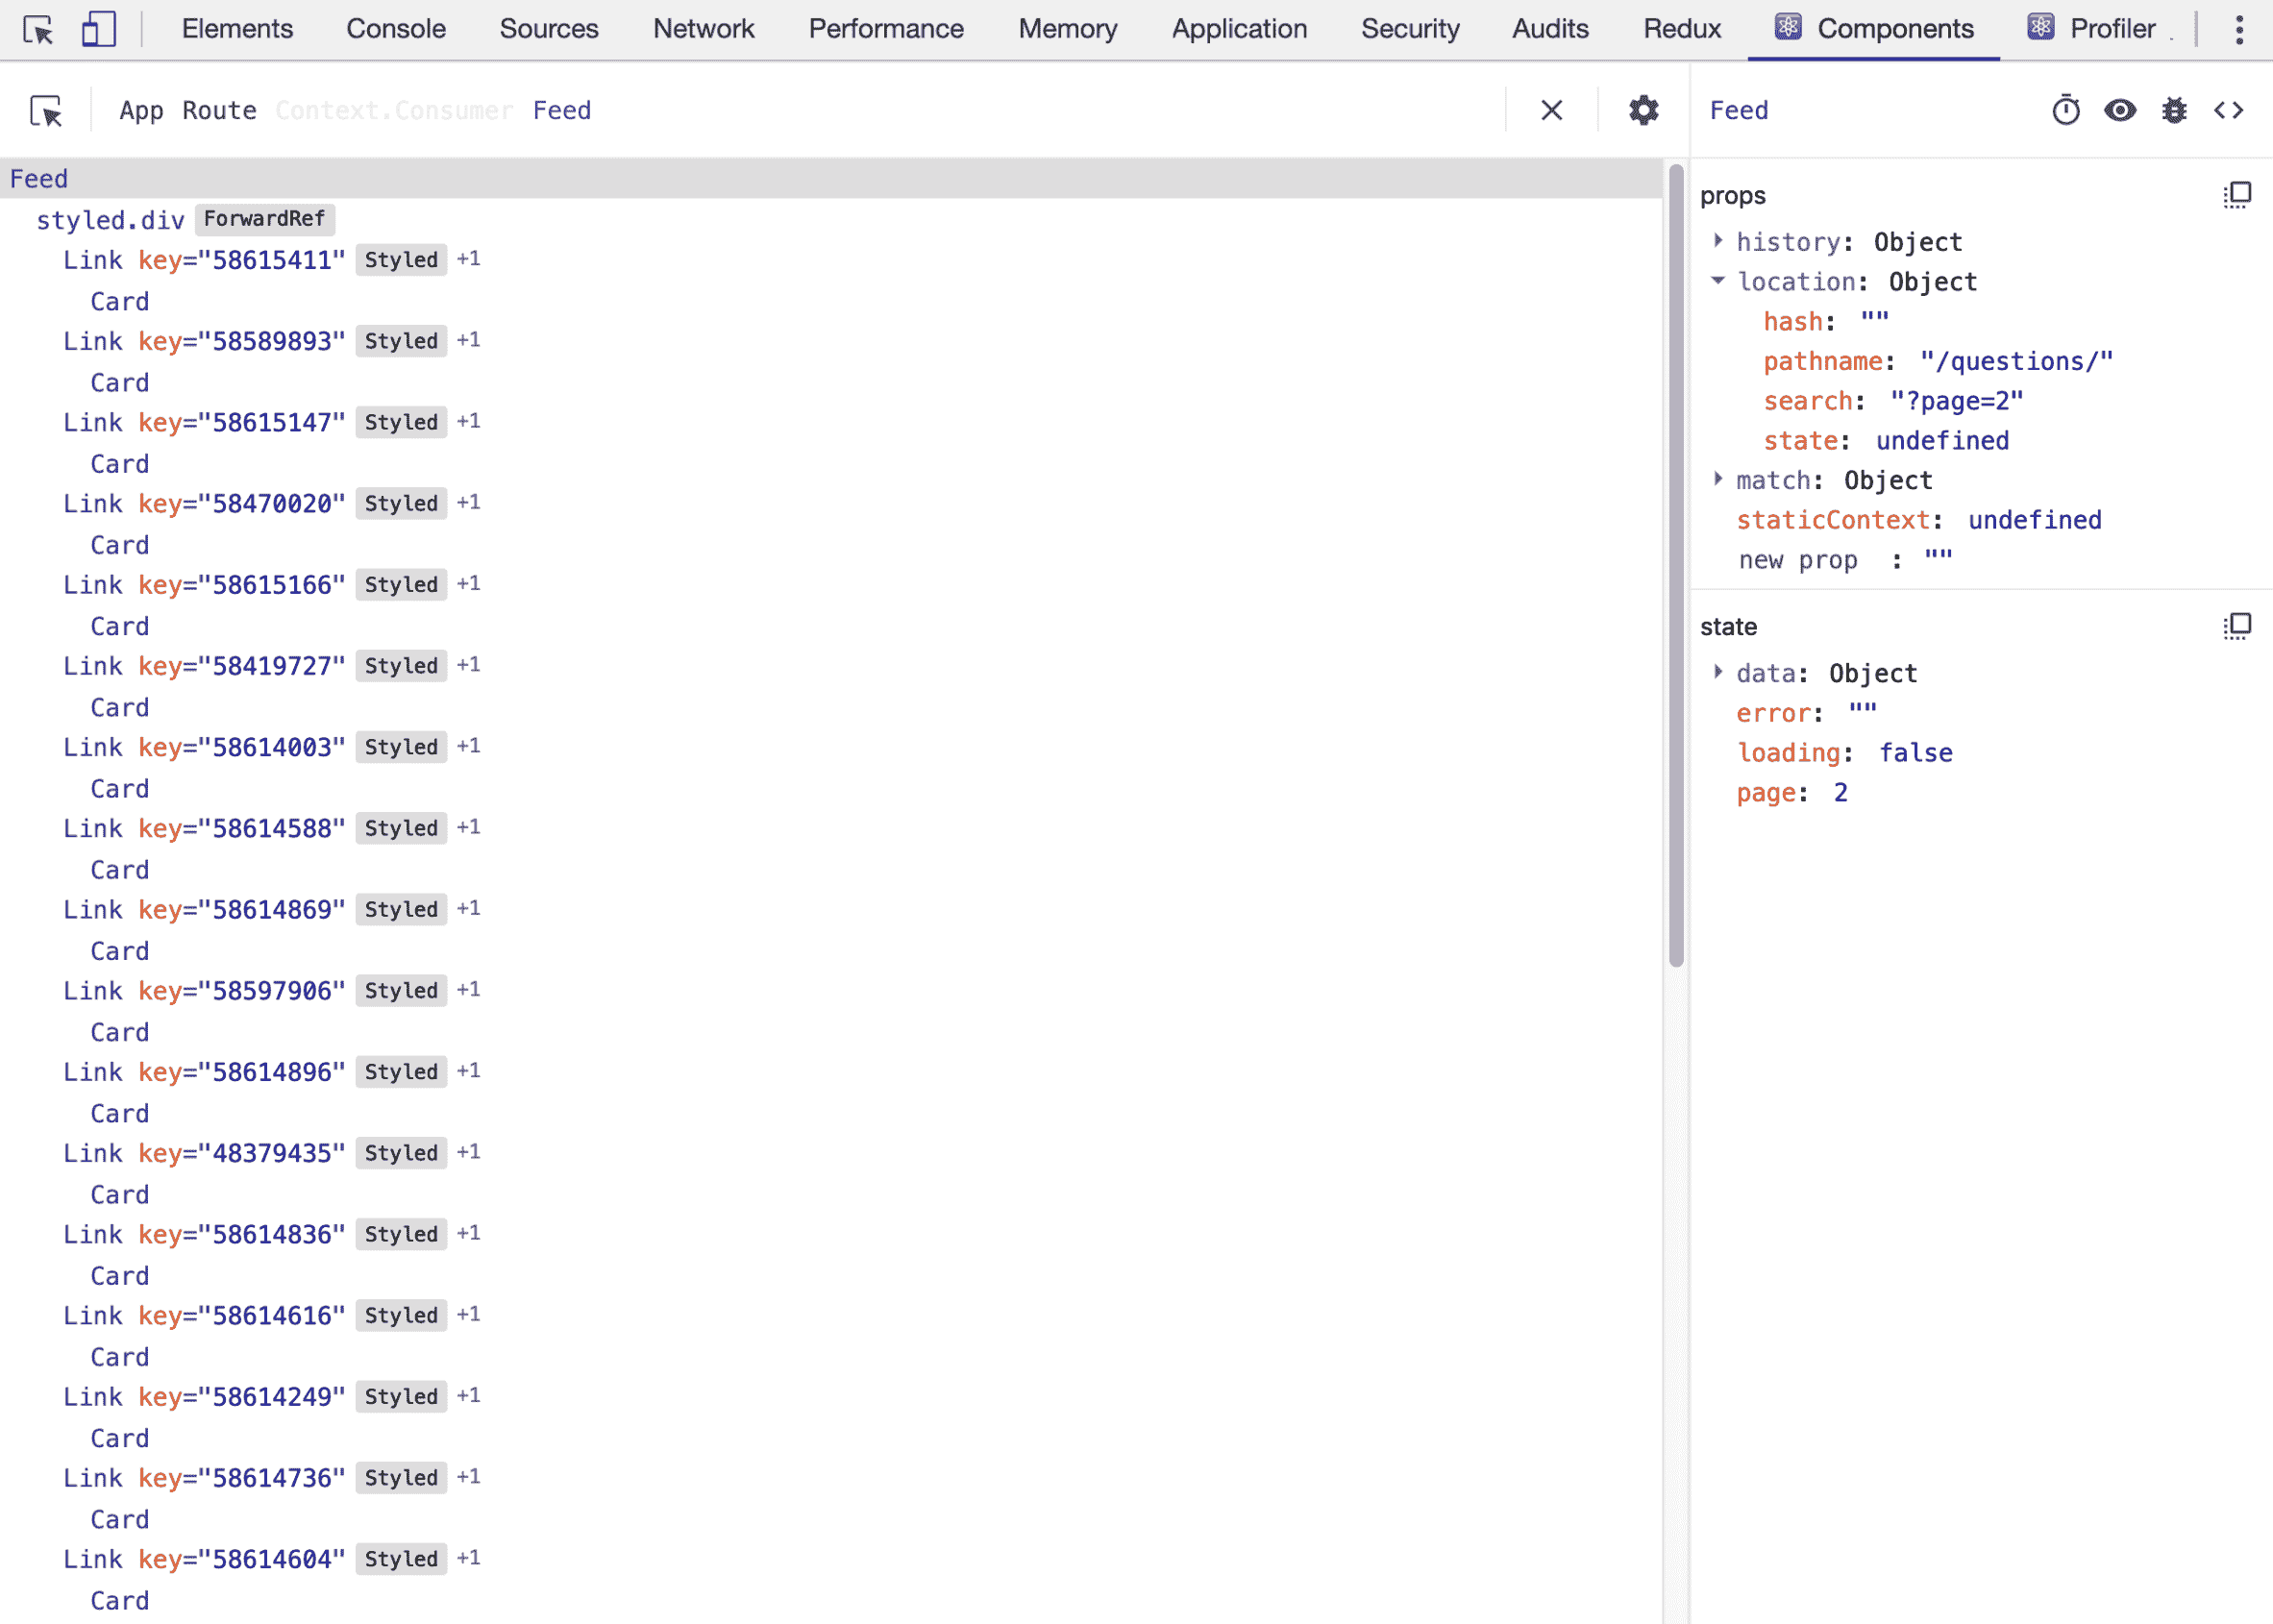 Elements Console Sources Network Performance Memory Application Security Audits Redux Components Profiler
App Route Context.Consumer Feed
Feed
styled.div ForwardRef
Link key="58615411" Styled +1
Card
Link key="58589893" Styled +1
Card
Link key="58615147" Styled +1
Card
Link key="58470020" Styled +1
Card
Link key="58615166" Styled +1
Card
Link key="58419727" Styled +1
Card
Link key="58614003" Styled +1
Card
Link key="58614588" Styled +1
Card
Link key="58614869" Styled +1
Card
Link key="58597906" Styled +1
Card
Link key="58614896" Styled +1
Card
Link key="48379435" Styled +1
Card
Link key="58614836" Styled +1
Card
Link key="58614616" Styled +1
Card
Link key="58614249" Styled +1
Card
Link key="58614736" Styled +1
Card
Link key="58614604" Styled +1
Card
Feed
props
history: Object
location: Object
hash: ""
pathname: "/questions/"
search: "?page=2"
state: undefined
match: Object
staticContext: undefined
new prop : ""
state
data: Object
error: ""
loading: false
page: 2